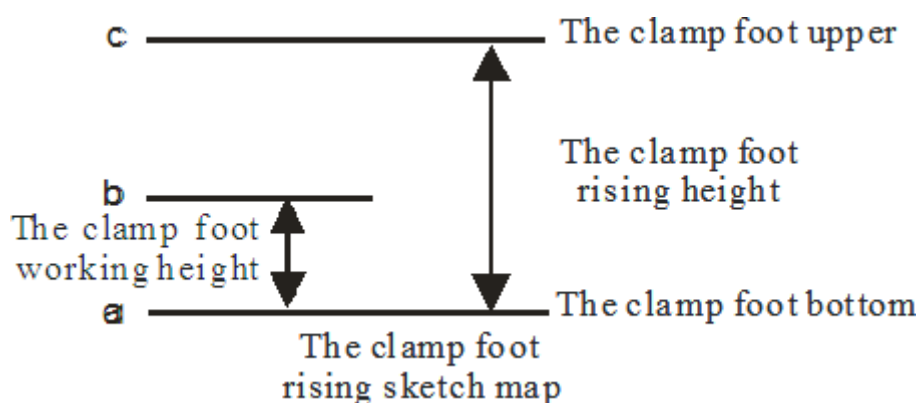 c
The clamp foot upper
The clamp foot
rising height
b
The clamp foot
working height
a
The clamp foot bottom
The clamp foot
rising sketch map